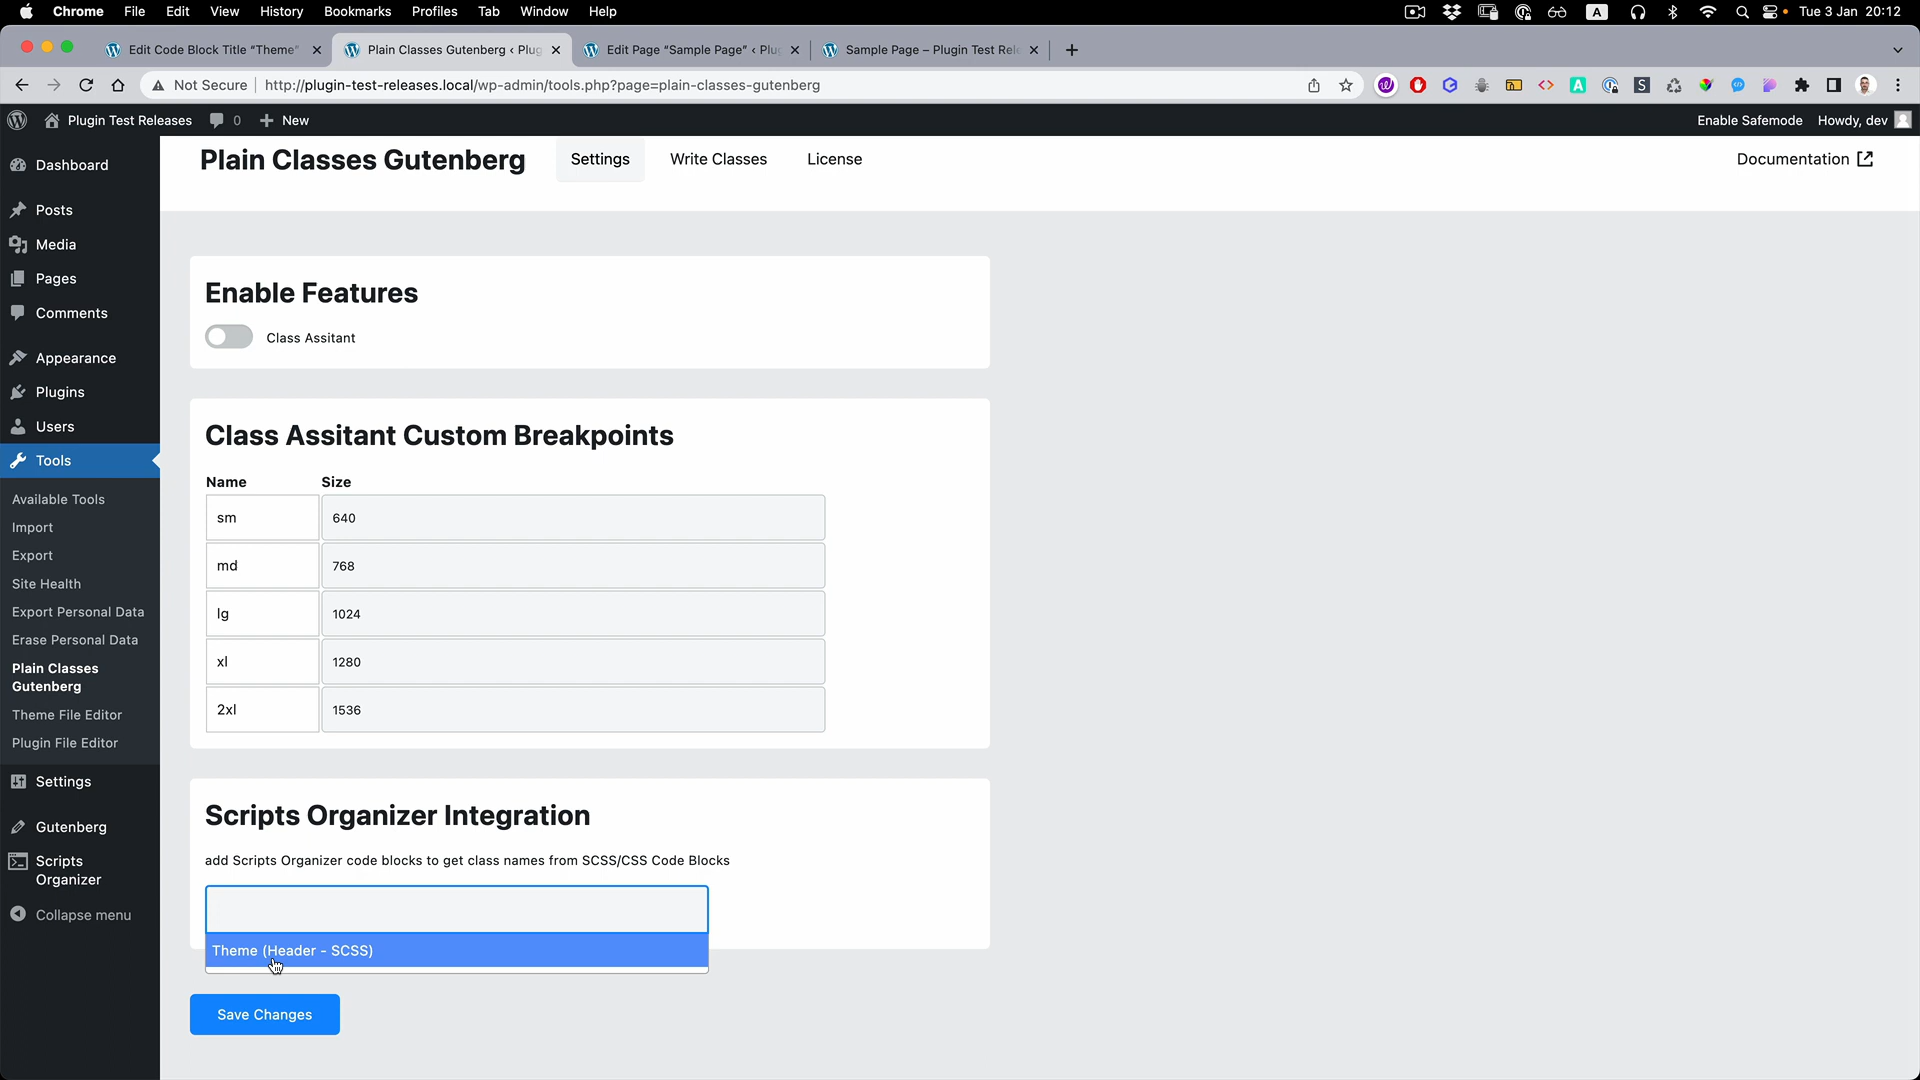 Chrome File Edit View History Bookmarks Profiles Tab Window Help A Tue 3 Jan 20:12
Edit Code Block Title “Theme” Plain Classes Gutenberg ‹ Plug Edit Page “Sample Page” ‹ Plug Sample Page – Plugin Test Rele
Not Secure http://plugin-test-releases.local/wp-admin/tools.php?page=plain-classes-gutenberg
Plugin Test Releases 0 New Enable Safemode Howdy, dev
Plain Classes Gutenberg Settings Write Classes License Documentation
Dashboard
Posts
Media
Pages
Comments
Appearance
Plugins
Users
Tools
Available Tools
Import
Export
Site Health
Export Personal Data
Erase Personal Data
Plain Classes
Gutenberg
Theme File Editor
Plugin File Editor
Settings
Gutenberg
Scripts
Organizer
Collapse menu
Enable Features
Class Assitant
Class Assitant Custom Breakpoints
Name Size
sm 640
md 768
lg 1024
xl 1280
2xl 1536
Scripts Organizer Integration
add Scripts Organizer code blocks to get class names from SCSS/CSS Code Blocks
Theme (Header - SCSS)
Save Changes